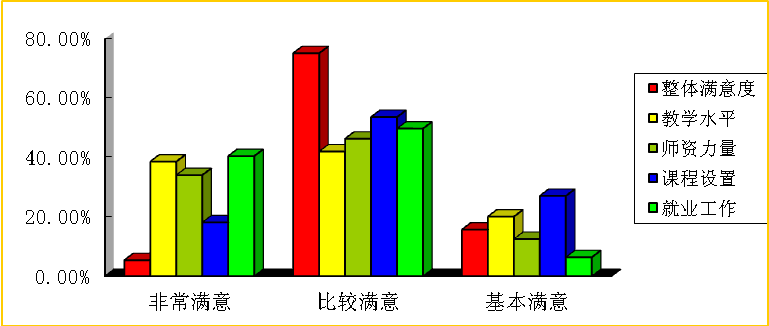 80.00%
60.00%
40.00%
20.00%
0.00%
非常满意 比较满意 基本满意
整体满意度
教学水平
师资力量
课程设置
就业工作